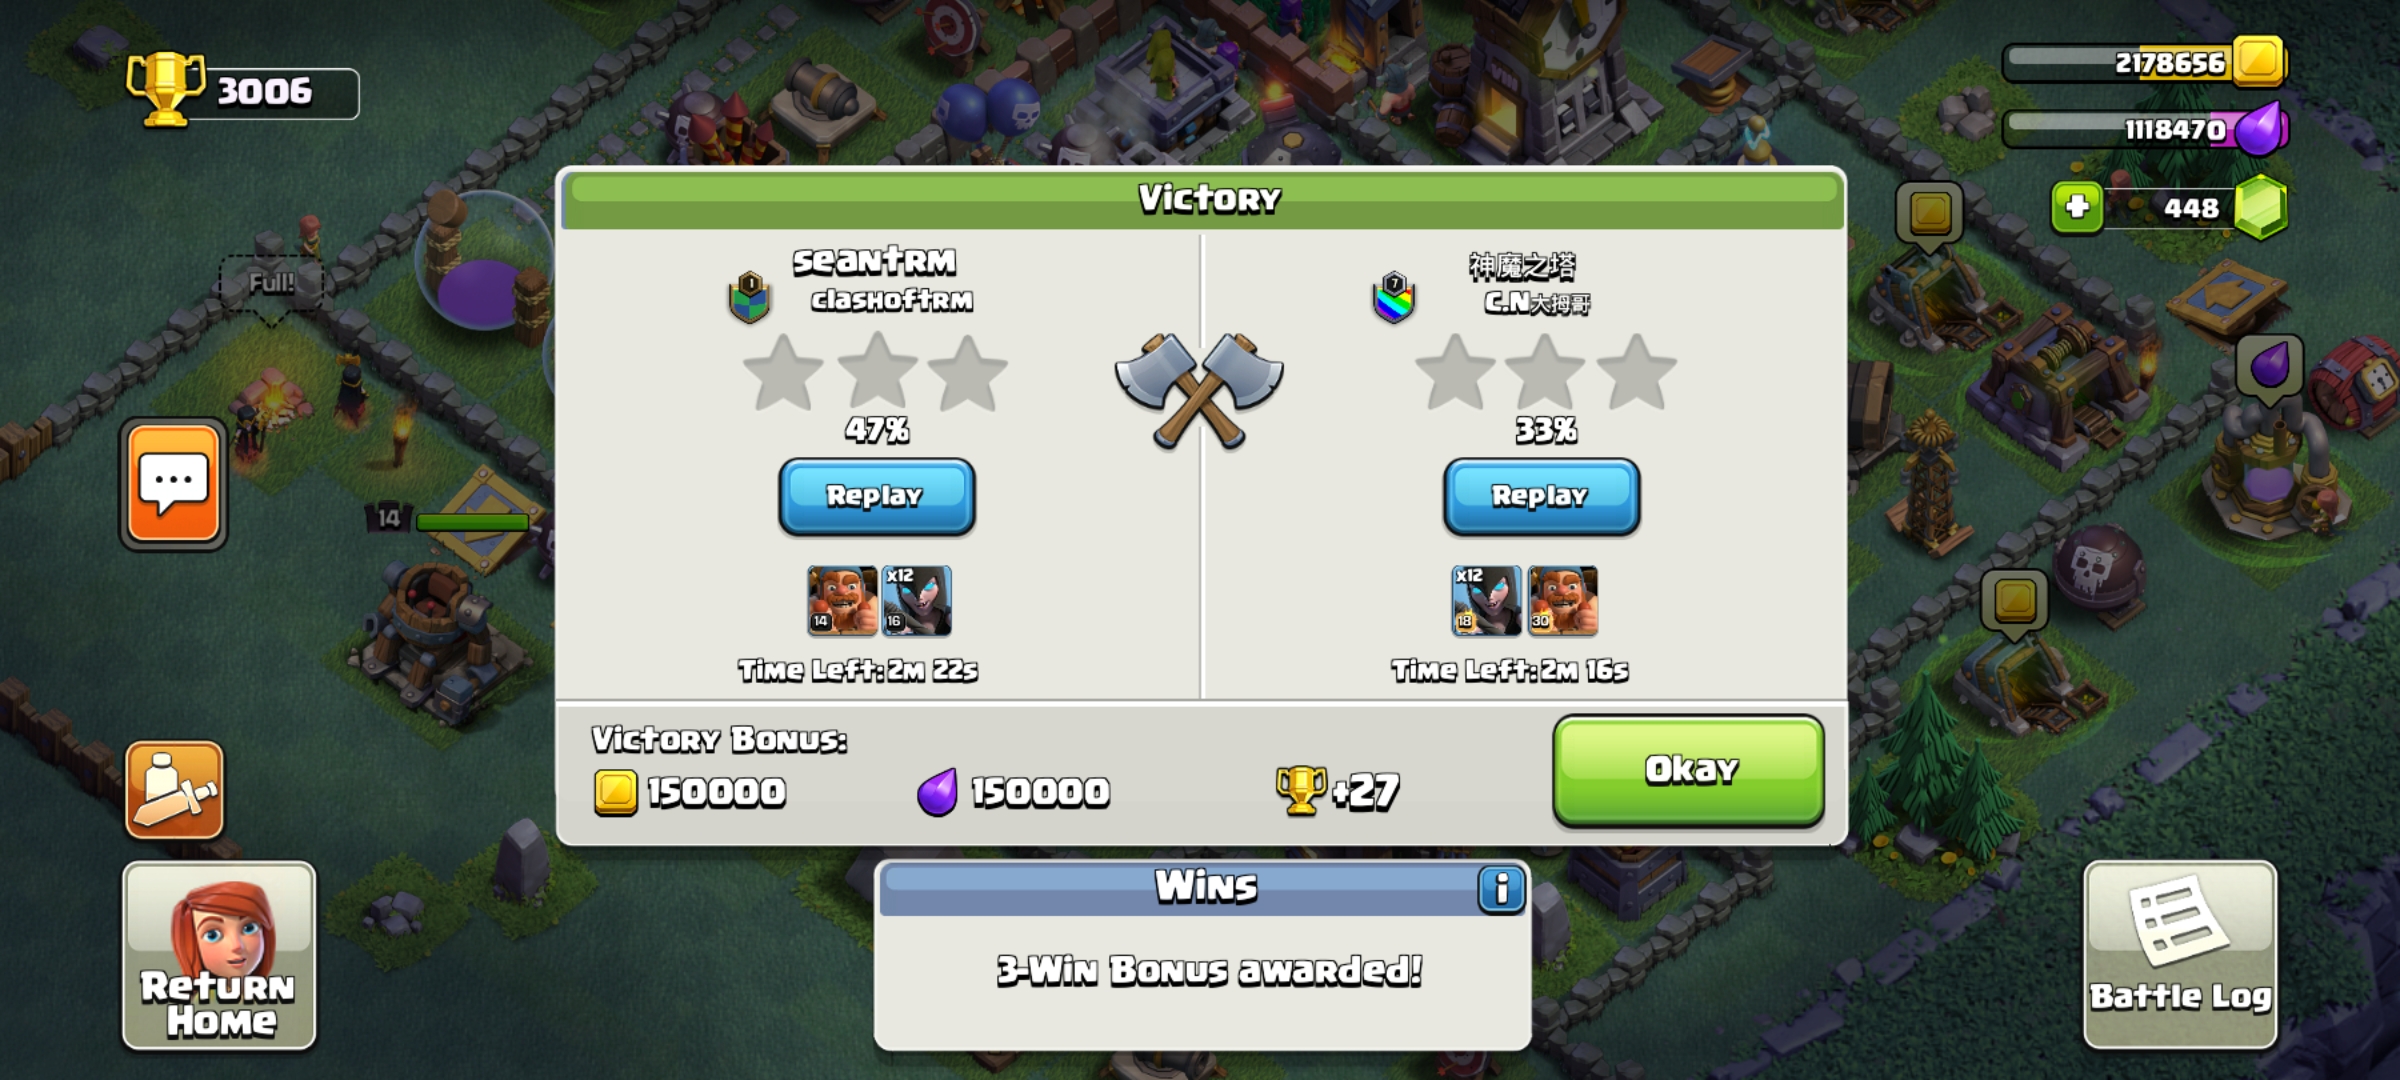 3006
2178656
1118470
448
Full!
14
Victory
seantrm
clashoftrm
1
47%
Replay
14
x12
16
Time Left:2m 22s
神魔之塔
C.N大拇哥
7
33%
Replay
x12
18
30
Time Left:2m 16s
Victory Bonus:
150000
150000
+27
Okay
Wins
i
3-Win Bonus awarded!
Return
Home
Battle Log